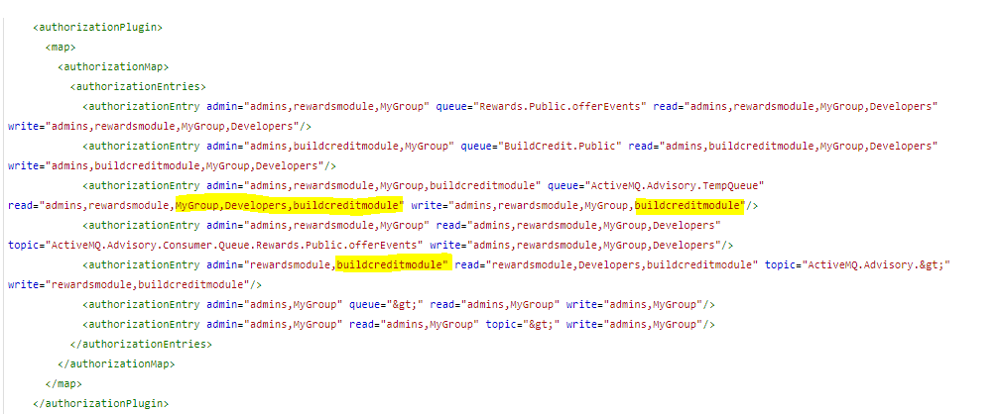 <authorizationPlugin>
<map>
<authorizationMap>
<authorizationEntries>
<authorizationEntry admin="admins,rewardsmodule,MyGroup" queue="Rewards.Public.offerEvents" read="admins,rewardsmodule,MyGroup,Developers"
write="admins,rewardsmodule,MyGroup,Developers"/>
<authorizationEntry admin="admins,buildcreditmodule,MyGroup" queue="BuildCredit.Public" read="admins,buildcreditmodule,MyGroup,Developers"
write="admins,buildcreditmodule,MyGroup,Developers"/>
<authorizationEntry admin="admins,rewardsmodule,MyGroup,buildcreditmodule" queue="ActiveMQ.Advisory.TempQueue"
read="admins,rewardsmodule,MyGroup,Developers,buildcreditmodule" write="admins,rewardsmodule,MyGroup,buildcreditmodule"/>
<authorizationEntry admin="admins,rewardsmodule,MyGroup" read="admins,rewardsmodule,MyGroup,Developers"
topic="ActiveMQ.Advisory.Consumer.Queue.Rewards.Public.offerEvents" write="admins,rewardsmodule,MyGroup,Developers"/>
<authorizationEntry admin="rewardsmodule,buildcreditmodule" read="rewardsmodule,Developers,buildcreditmodule" topic="ActiveMQ.Advisory.&gt;"
write="rewardsmodule,buildcreditmodule"/>
<authorizationEntry admin="admins,MyGroup" queue="&gt;" read="admins,MyGroup" write="admins,MyGroup"/>
<authorizationEntry admin="admins,MyGroup" read="admins,MyGroup" topic="&gt;" write="admins,MyGroup"/>
</authorizationEntries>
</authorizationMap>
</map>
</authorizationPlugin>